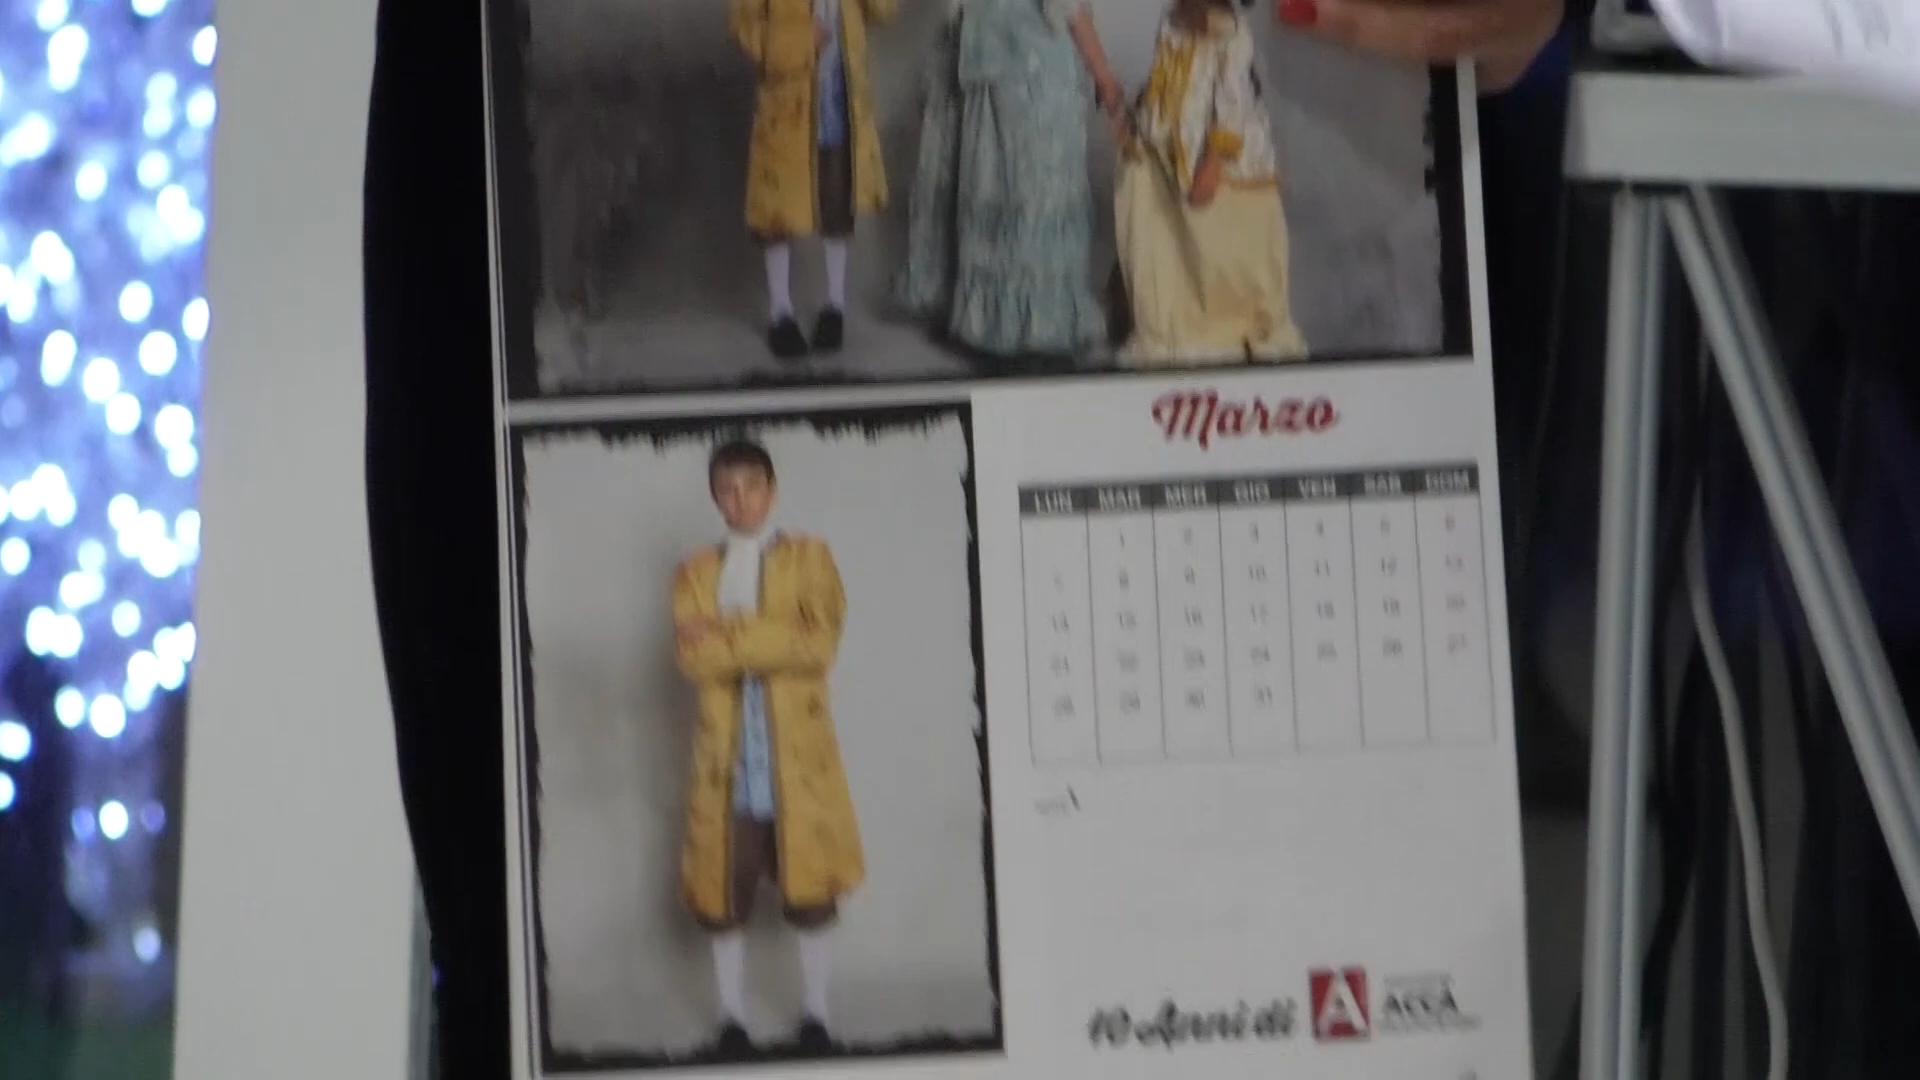 Marzo
LUN MAR MER GIO VEN SAB DOM
1 2 3 4 5 6
7 8 9 10 11 12 13
14 15 16 17 18 19 20
21 22 23 24 25 26 27
28 29 30 31
10 Anni di A ACCA